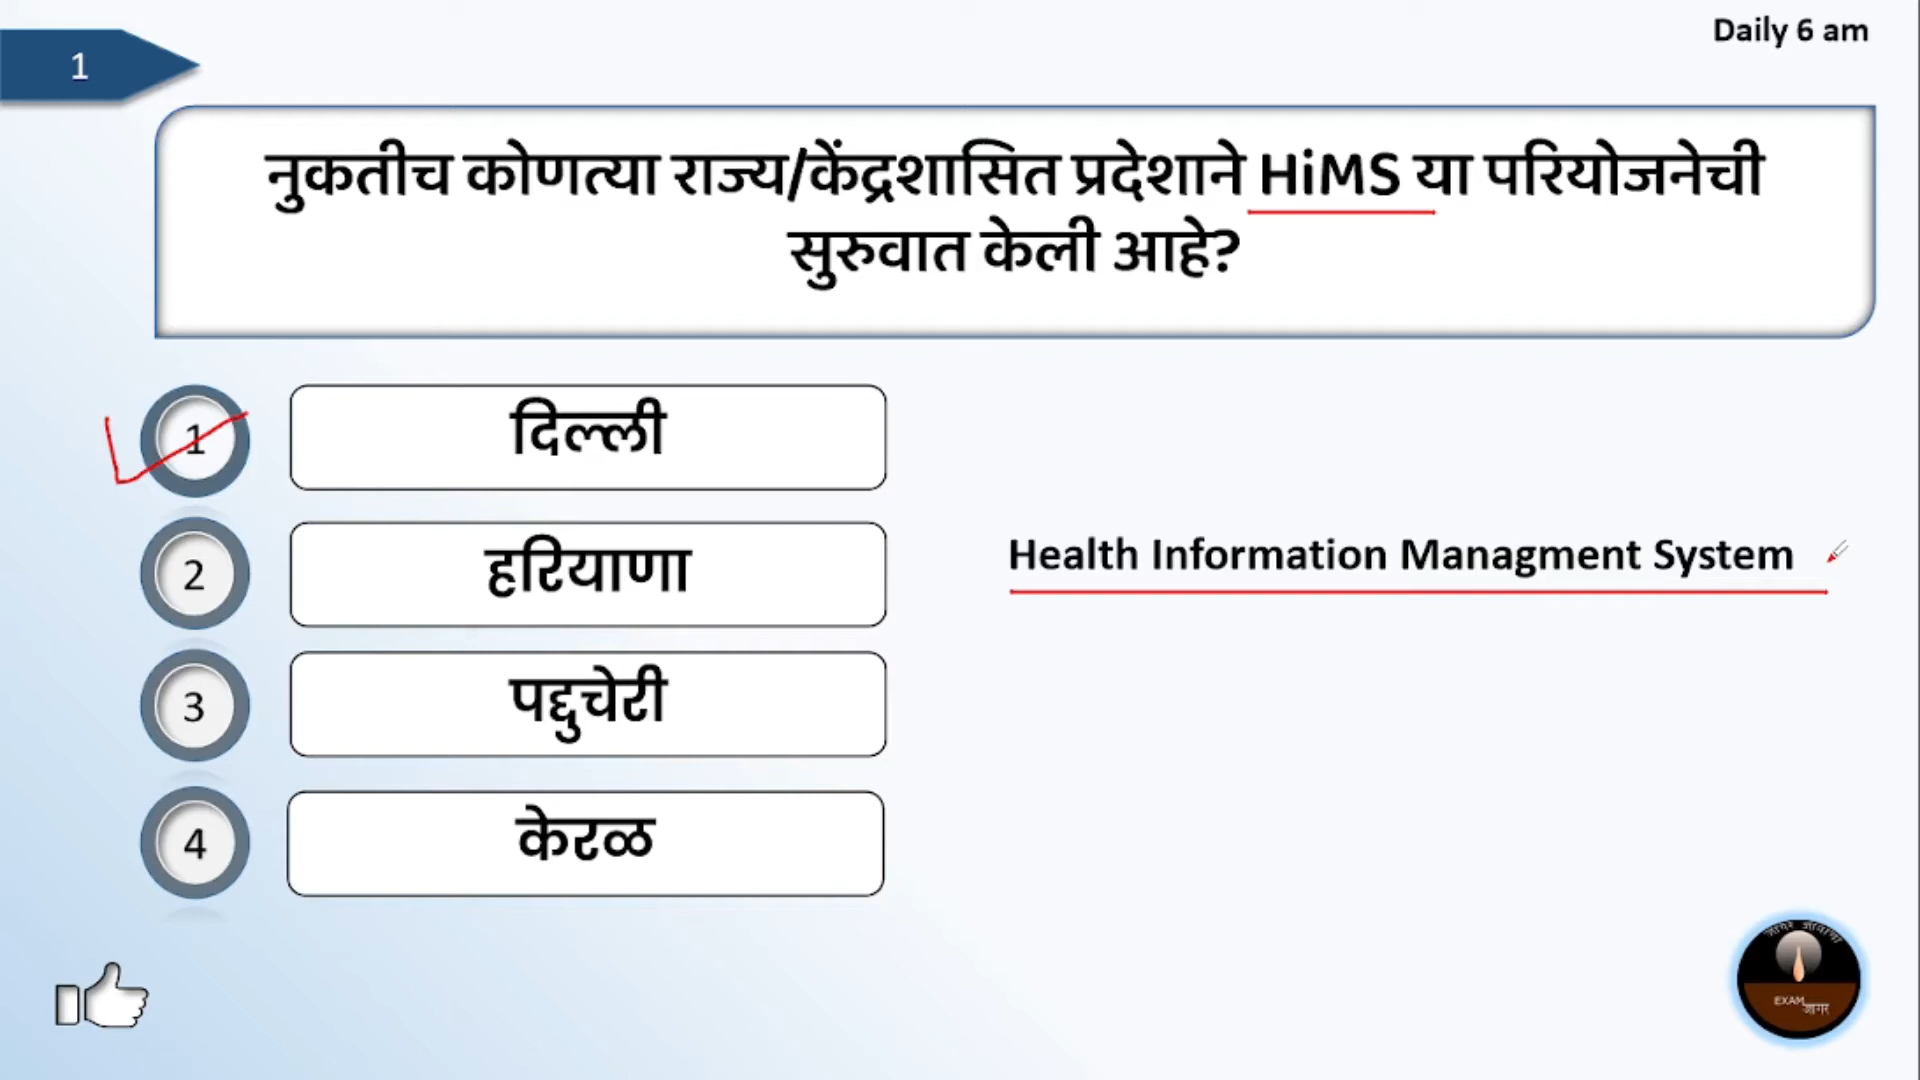 Daily 6 am
1
नुकतीच कोणत्या राज्य/केंद्रशासित प्रदेशाने HiMS या परियोजनेची
सुरुवात केली आहे?
1
दिल्ली
2
हरियाणा
Health Information Managment System
3
पद्दुचेरी
4
केरळ
EXAM
जागर